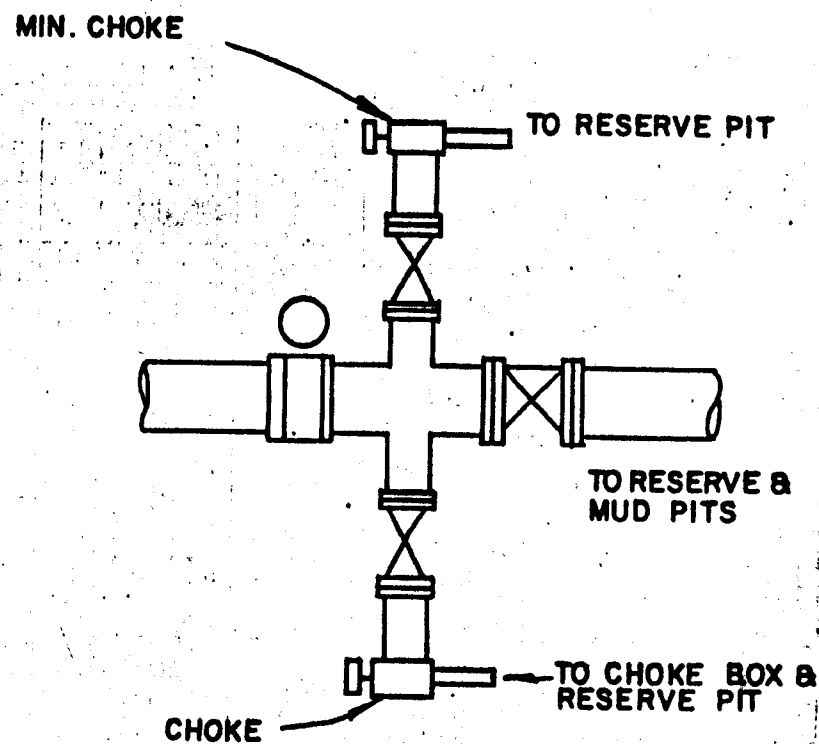 MIN. CHOKE
TO RESERVE PIT
TO RESERVE &
MUD PITS
TO CHOKE BOX &
RESERVE PIT
CHOKE